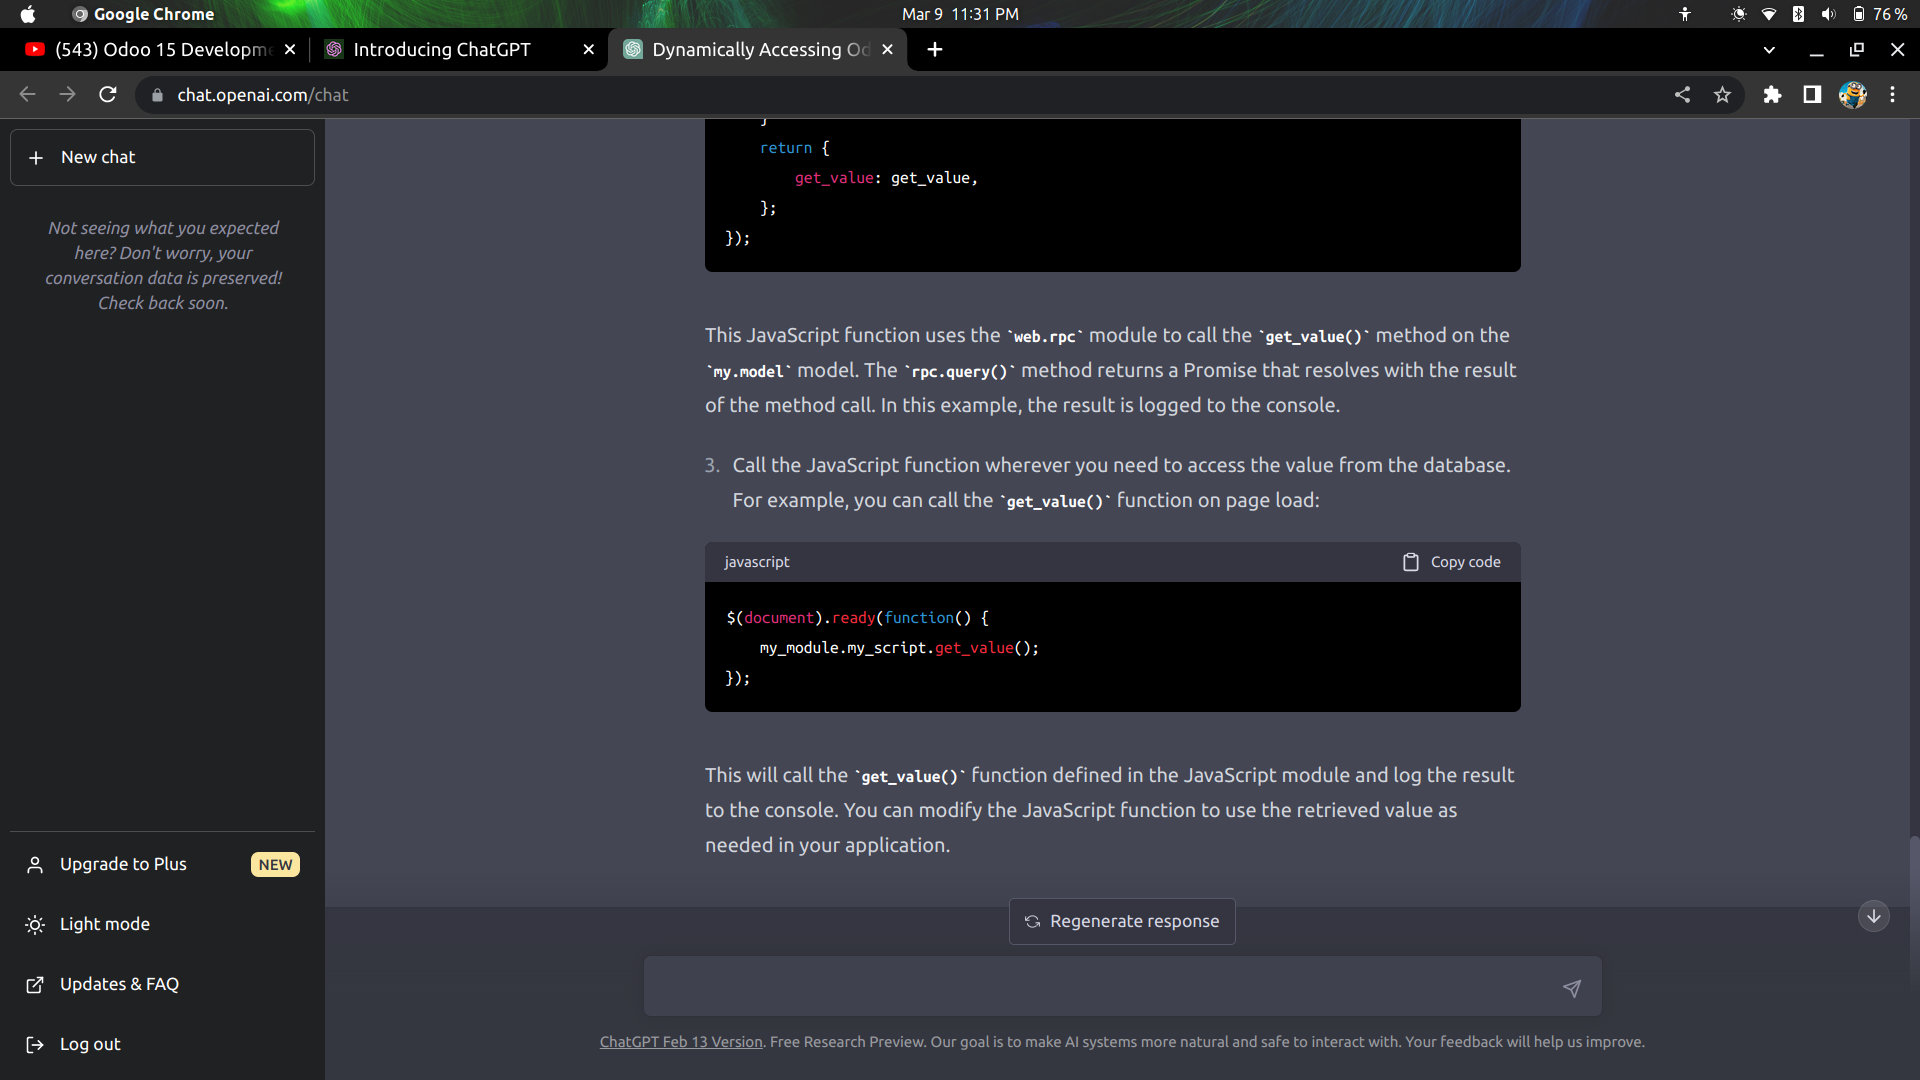 Google Chrome
Mar 9 11:31 PM
76 %
(543) Odoo 15 Developme
Introducing ChatGPT
Dynamically Accessing Od
chat.openai.com/chat
New chat
Not seeing what you expected
here? Don't worry, your
conversation data is preserved!
Check back soon.
}
return {
get_value: get_value,
};
});
This JavaScript function uses the `web.rpc` module to call the `get_value()` method on the
`my.model` model. The `rpc.query()` method returns a Promise that resolves with the result
of the method call. In this example, the result is logged to the console.
3. Call the JavaScript function wherever you need to access the value from the database.
For example, you can call the `get_value()` function on page load:
javascript
Copy code
$(document).ready(function() {
my_module.my_script.get_value();
});
This will call the `get_value()` function defined in the JavaScript module and log the result
to the console. You can modify the JavaScript function to use the retrieved value as
needed in your application.
Upgrade to Plus
NEW
Light mode
Updates & FAQ
Log out
Regenerate response
ChatGPT Feb 13 Version. Free Research Preview. Our goal is to make AI systems more natural and safe to interact with. Your feedback will help us improve.